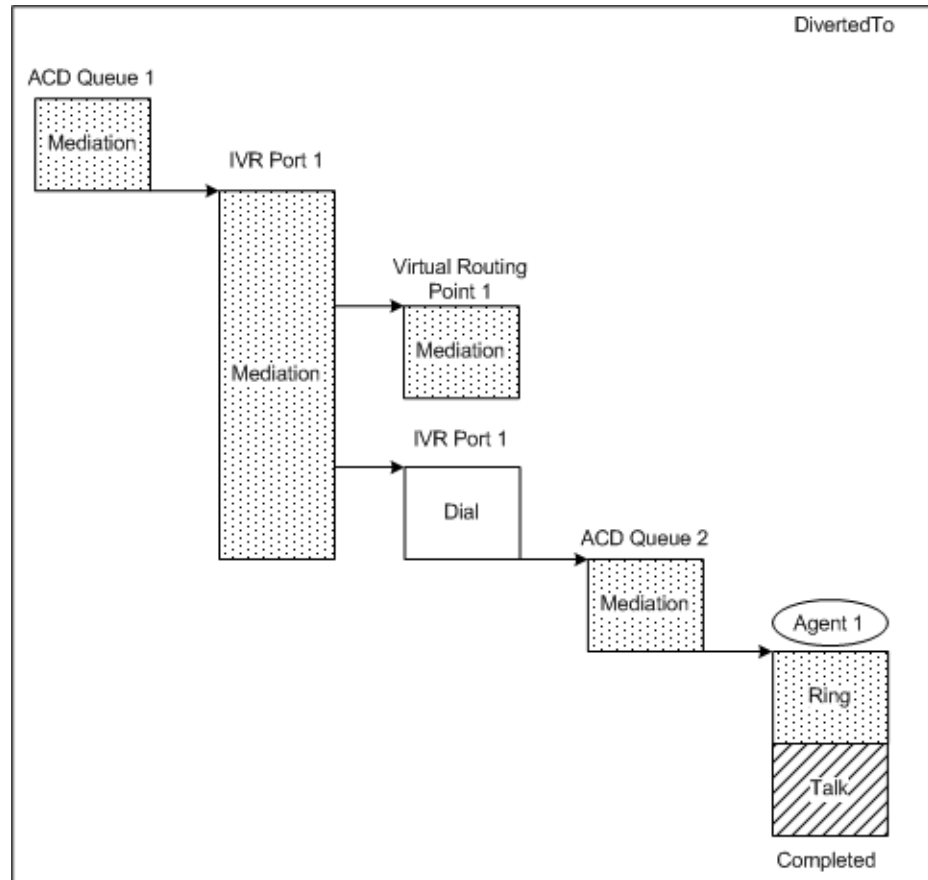 DivertedTo
ACD Queue 1
Mediation
IVR Port 1
Mediation
Virtual Routing
Point 1
Mediation
IVR Port 1
Dial
ACD Queue 2
Mediation
Agent 1
Ring
Talk
Completed